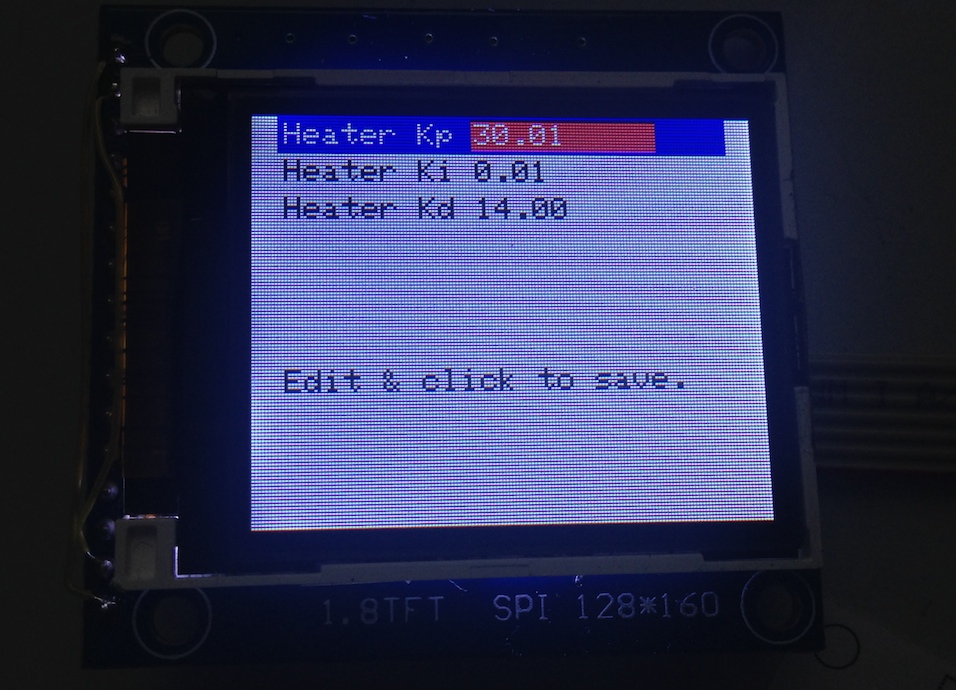 Heater Kp 30.01
Heater Ki 0.01
Heater Kd 14.00
Edit & click to save.
1.8TFT SPI 128*160